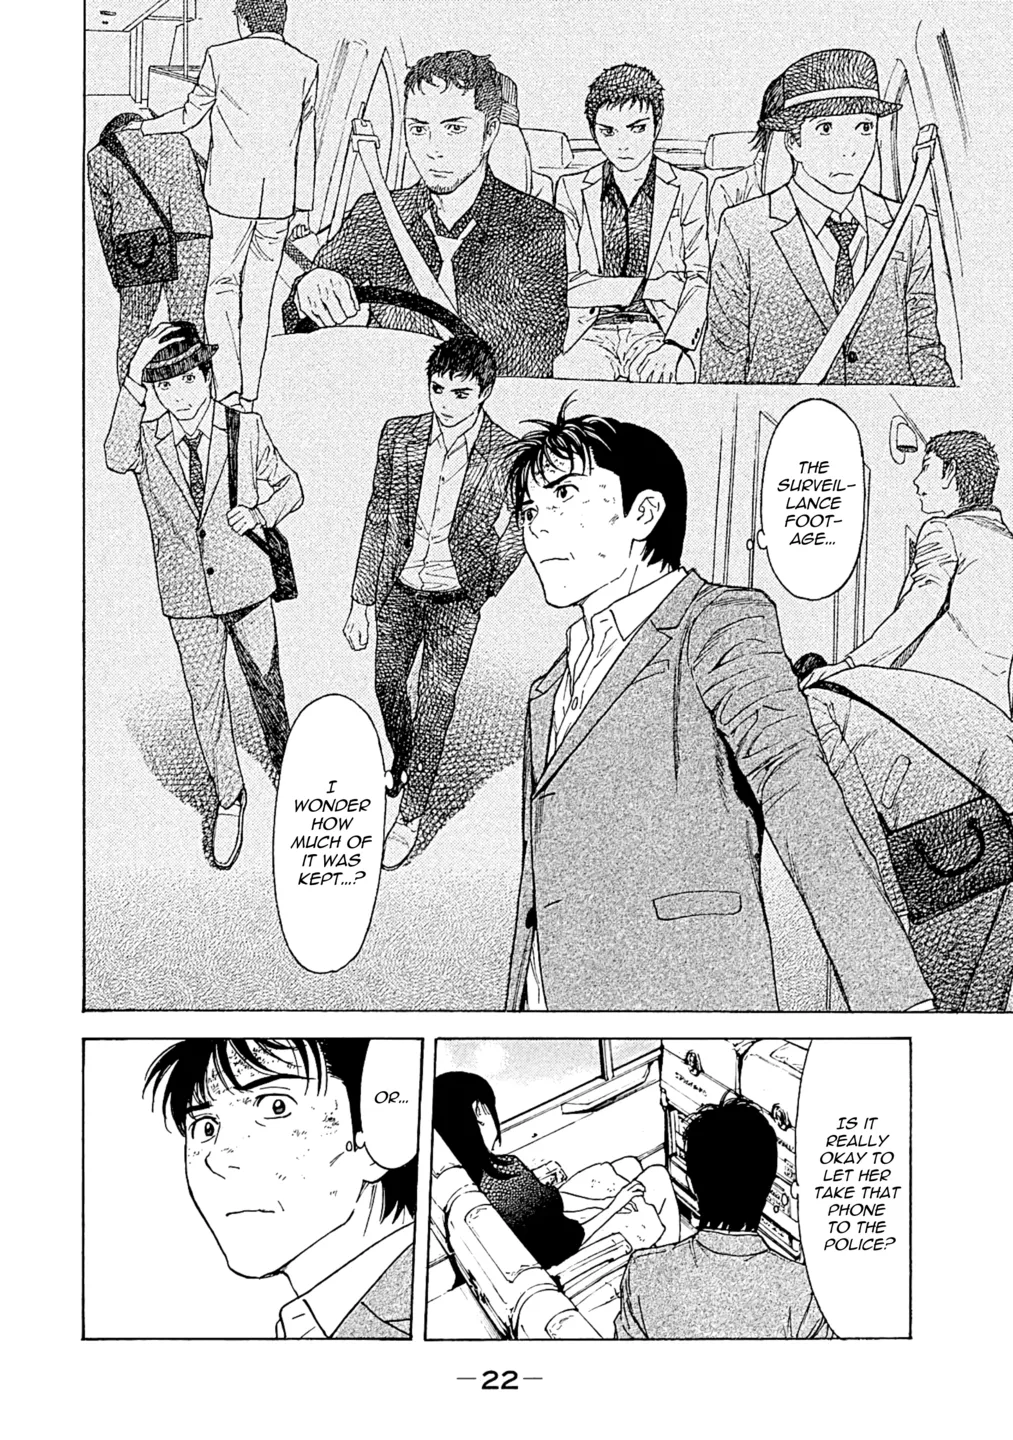 THE
SURVEIL-
LANCE
FOOT-
AGE...
I
WONDER
HOW
MUCH OF
IT WAS
KEPT...?
OR...
IS IT
REALLY
OKAY TO
LET HER
TAKE THAT
PHONE
TO THE
POLICE?
-22-